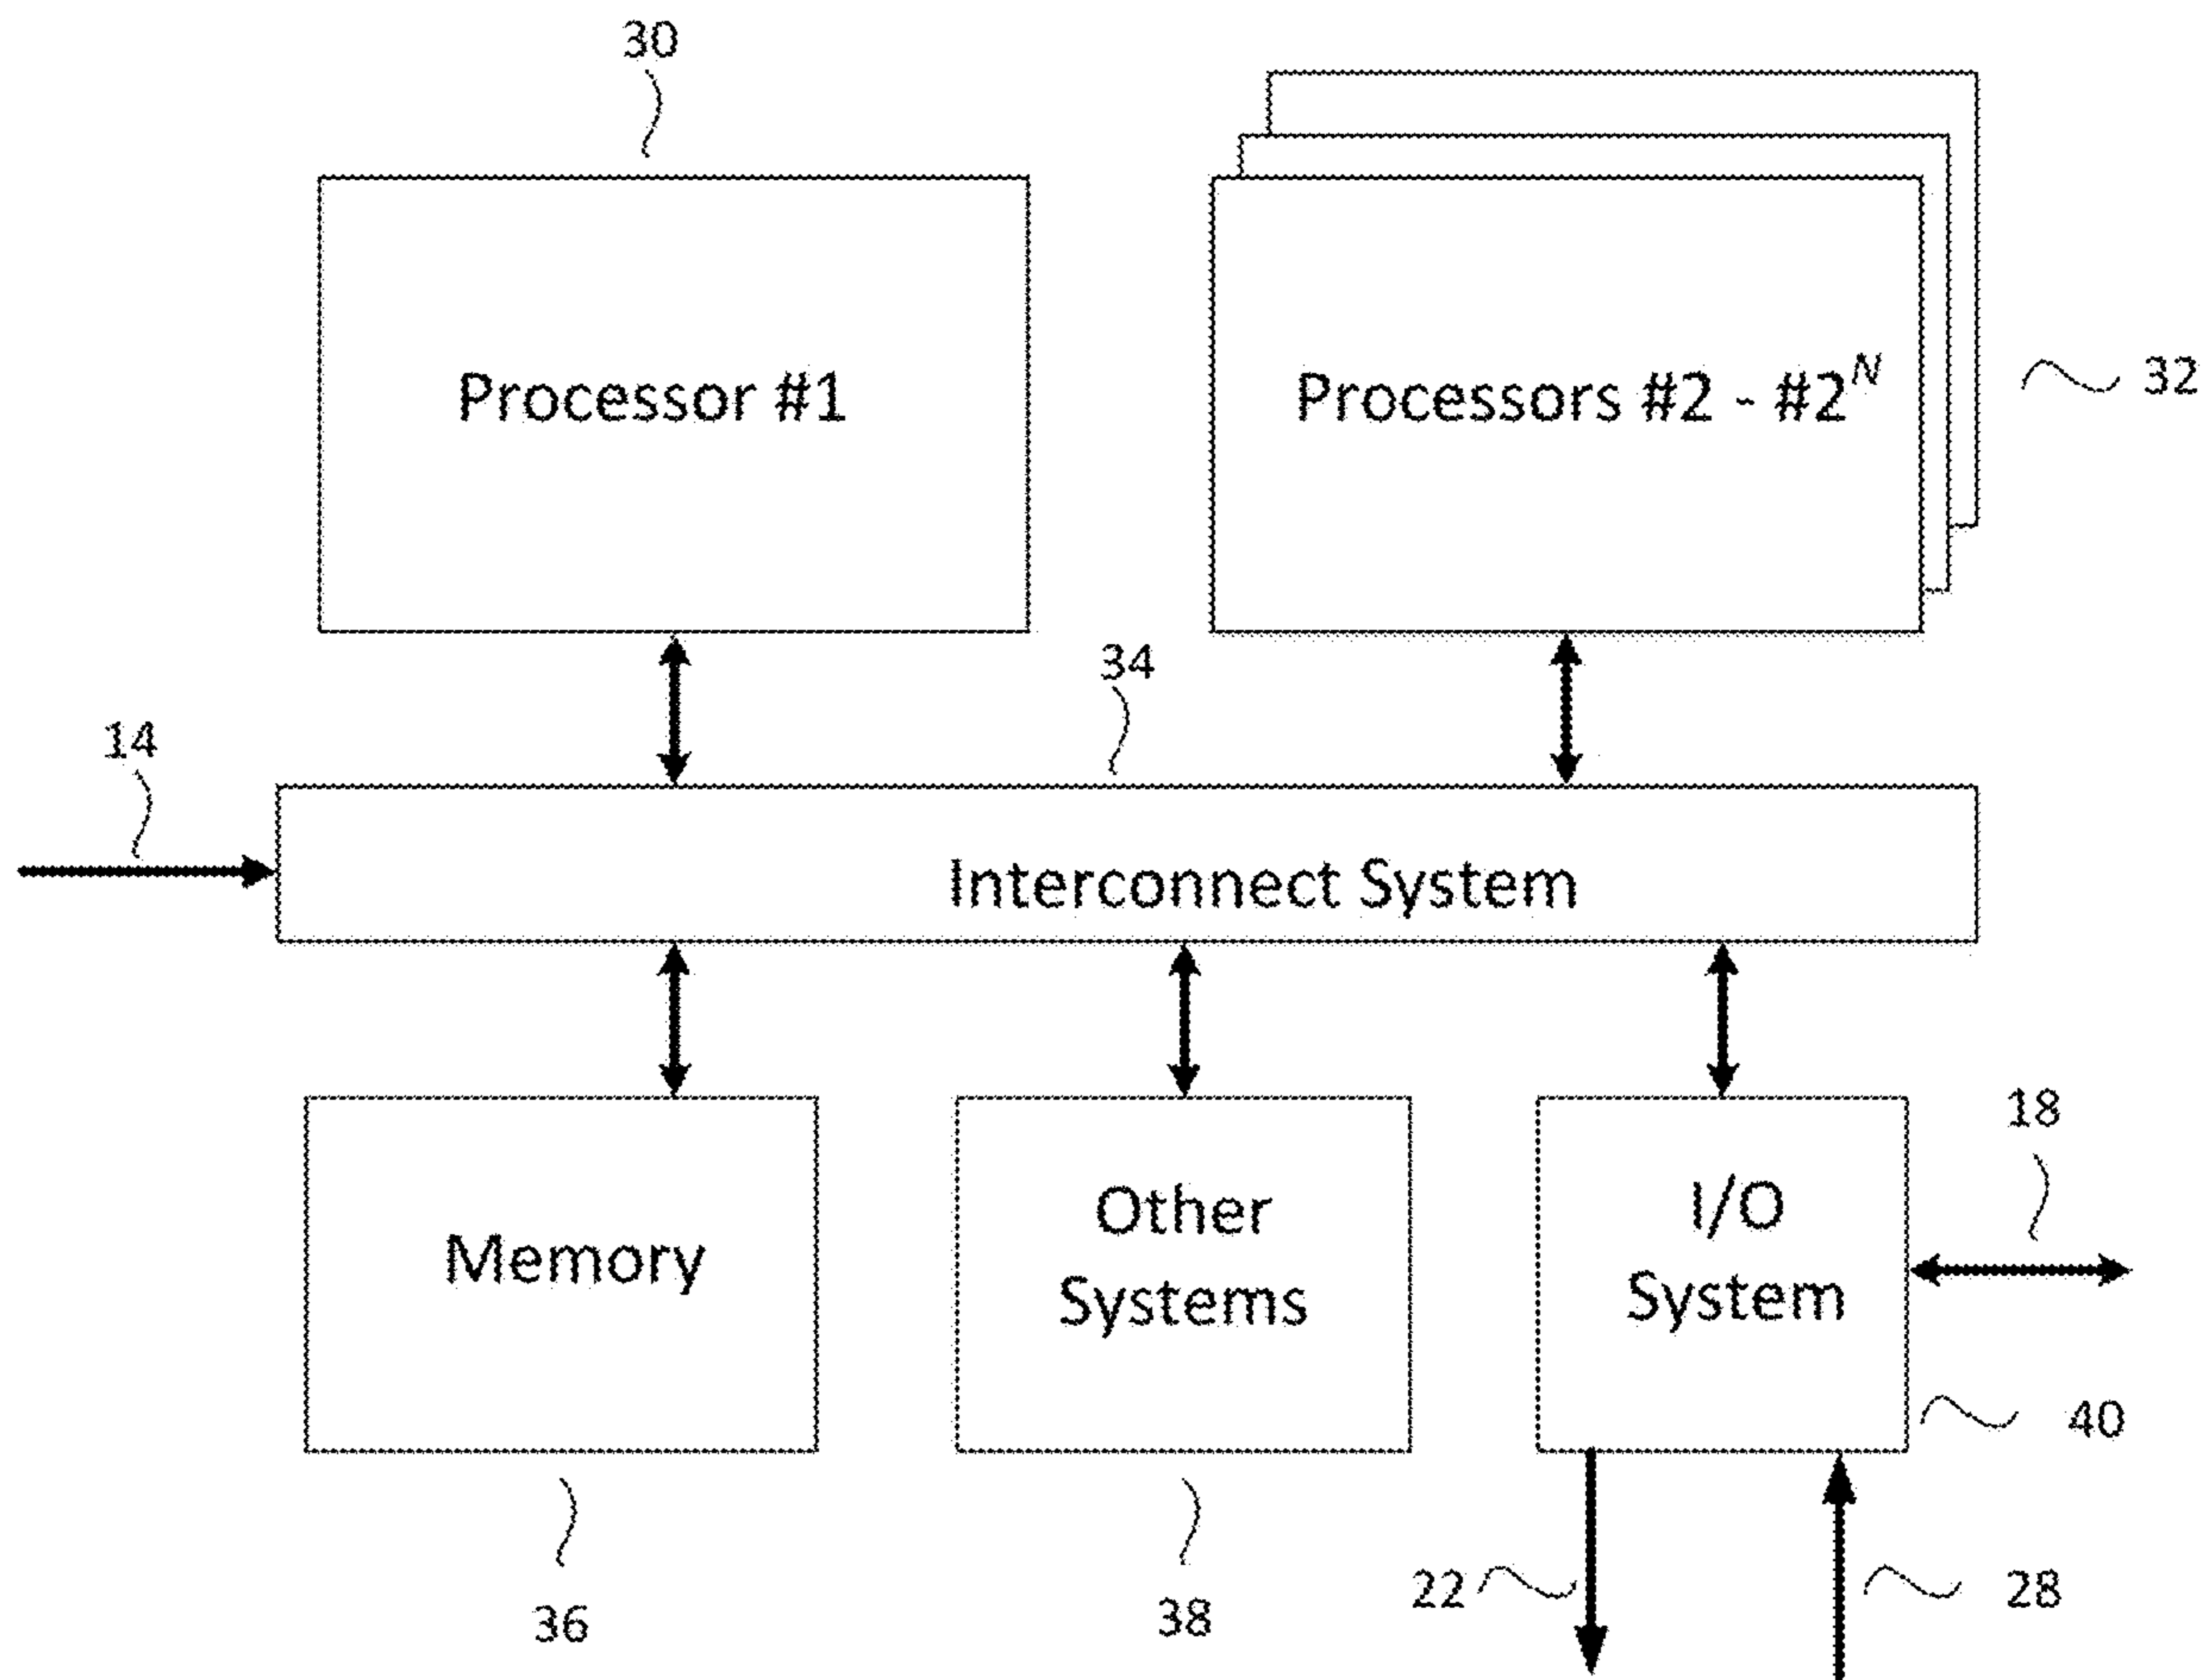 30
Processor #1
Processors #2 - #2^N
32
34
14
Interconnect System
Memory
Other
Systems
I/O
System
18
40
36
38
22
28